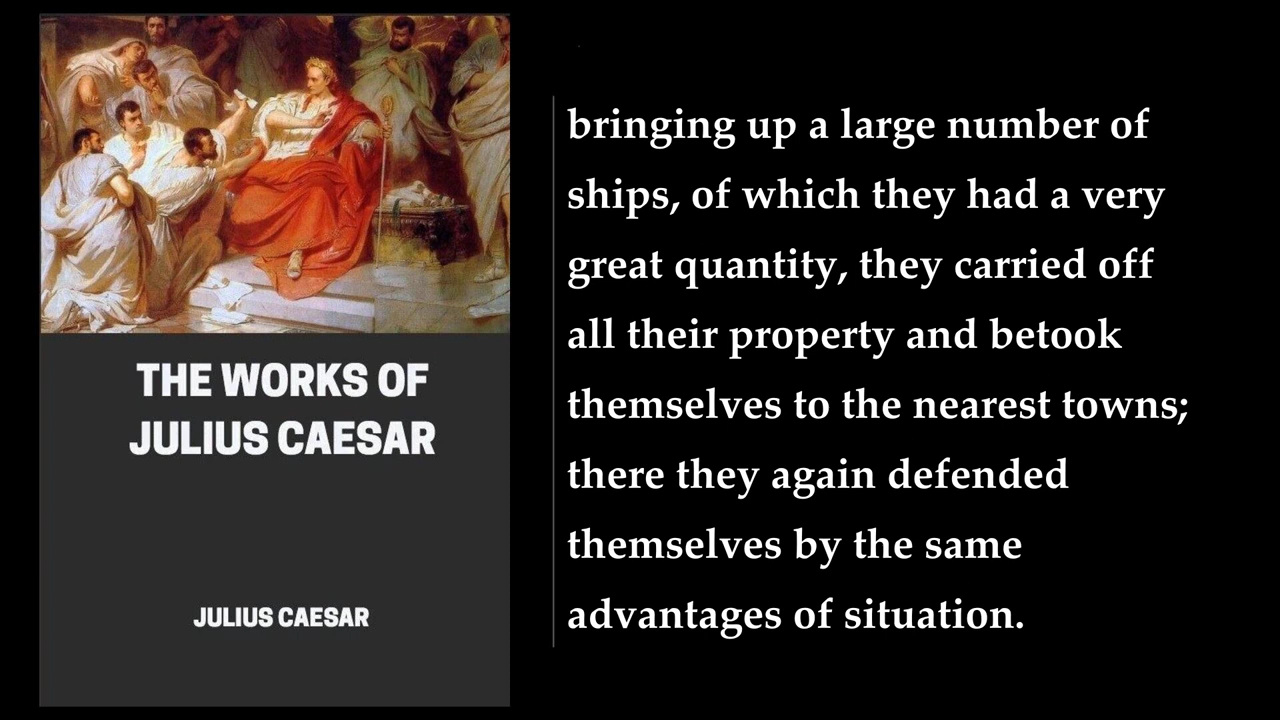 THE WORKS OF
JULIUS CAESAR
JULIUS CAESAR
bringing up a large number of
ships, of which they had a very
great quantity, they carried off
all their property and betook
themselves to the nearest towns;
there they again defended
themselves by the same
advantages of situation.